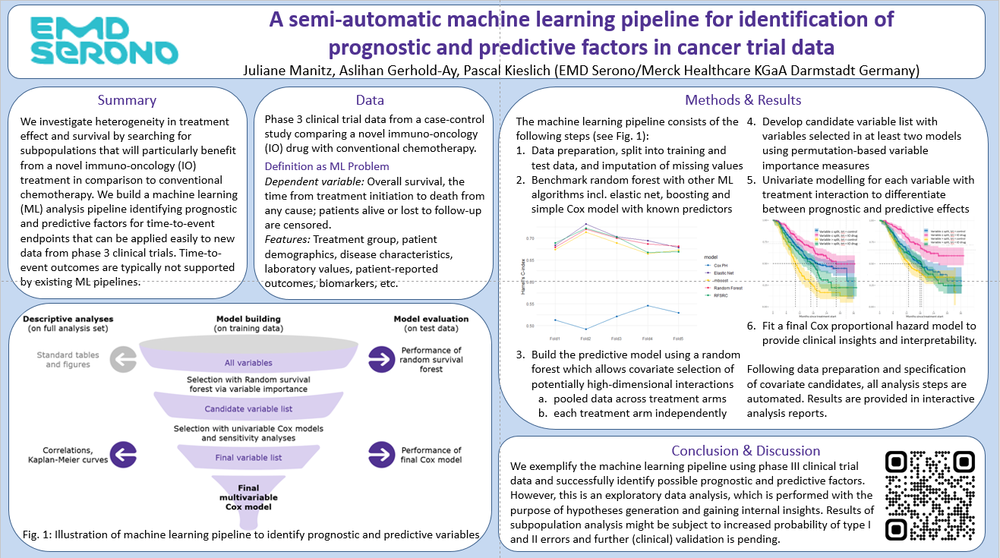 EMD
SERONO
A semi-automatic machine learning pipeline for identification of
prognostic and predictive factors in cancer trial data
Juliane Manitz, Aslihan Gerhold-Ay, Pascal Kieslich (EMD Serono/Merck Healthcare KGaA Darmstadt Germany)
Summary
We investigate heterogeneity in treatment
effect and survival by searching for
subpopulations that will particularly benefit
from a novel immuno-oncology (IO)
treatment in comparison to conventional
chemotherapy. We build a machine learning
(ML) analysis pipeline identifying prognostic
and predictive factors for time-to-event
endpoints that can be applied easily to new
data from phase 3 clinical trials. Time-to-
event outcomes are typically not supported
by existing ML pipelines.
Data
Phase 3 clinical trial data from a case-control
study comparing a novel immuno-oncology
(IO) drug with conventional chemotherapy.
Definition as ML Problem
Dependent variable: Overall survival, the
time from treatment initiation to death from
any cause; patients alive or lost to follow-up
are censored.
Features: Treatment group, patient
demographics, disease characteristics,
laboratory values, patient-reported
outcomes, biomarkers, etc.
Descriptive analyses
(on full analysis set)
Model building
(on training data)
Model evaluation
(on test data)
Standard tables
and figures
All variables
Performance of
random survival
forest
Selection with Random survival
forest via variable importance
Candidate variable list
Selection with univariable Cox models
and sensitivity analyses
Correlations,
Kaplan-Meier curves
Final variable list
Performance of
final Cox model
Final
multivariable
Cox model
Fig. 1: Illustration of machine learning pipeline to identify prognostic and predictive variables
Methods & Results
The machine learning pipeline consists of the
following steps (see Fig. 1):
1. Data preparation, split into training and
test data, and imputation of missing values
2. Benchmark random forest with other ML
algorithms incl. elastic net, boosting and
simple Cox model with known predictors
Harrell's C-index
0.70
0.65
0.60
0.55
0.50
Fold1 Fold2 Fold3 Fold4 Fold5
model
Cox PH
Elastic Net
mboost
Random Forest
RFSRC
3. Build the predictive model using a random
forest which allows covariate selection of
potentially high-dimensional interactions
a. pooled data across treatment arms
b. each treatment arm independently
4. Develop candidate variable list with
variables selected in at least two models
using permutation-based variable
importance measures
5. Univariate modelling for each variable with
treatment interaction to differentiate
between prognostic and predictive effects
Months since treatment start
Months since treatment start
6. Fit a final Cox proportional hazard model to
provide clinical insights and interpretability.
Following data preparation and specification
of covariate candidates, all analysis steps are
automated. Results are provided in interactive
analysis reports.
Conclusion & Discussion
We exemplify the machine learning pipeline using phase III clinical trial
data and successfully identify possible prognostic and predictive factors.
However, this is an exploratory data analysis, which is performed with the
purpose of hypotheses generation and gaining internal insights. Results of
subpopulation analysis might be subject to increased probability of type I
and II errors and further (clinical) validation is pending.